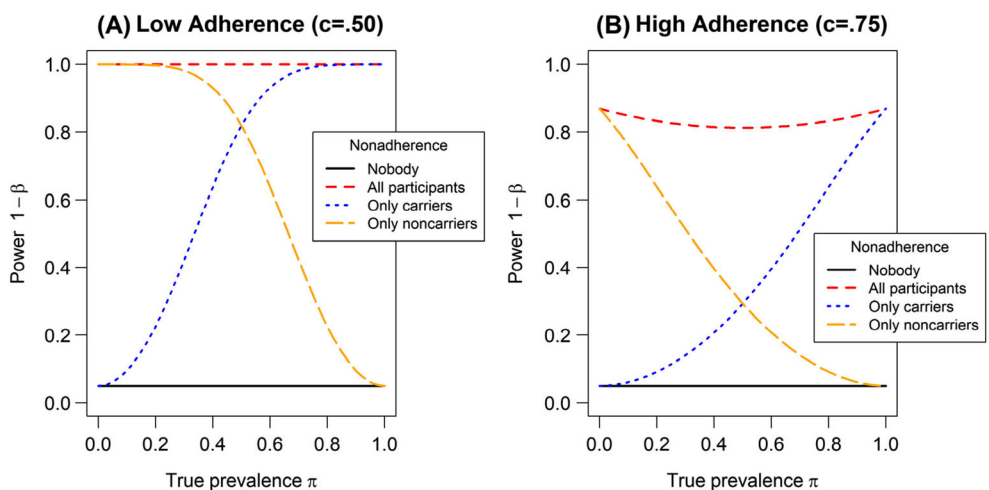 (A) Low Adherence (c=.50)
Power 1−β
1.0
0.8
0.6
0.4
0.2
0.0
0.0 0.2 0.4 0.6 0.8 1.0
True prevalence π
Nonadherence
Nobody
All participants
Only carriers
Only noncarriers
(B) High Adherence (c=.75)
Power 1−β
1.0
0.8
0.6
0.4
0.2
0.0
0.0 0.2 0.4 0.6 0.8 1.0
True prevalence π
Nonadherence
Nobody
All participants
Only carriers
Only noncarriers